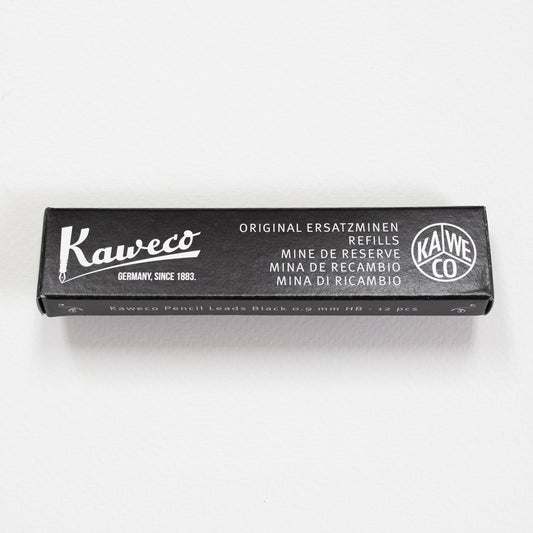 Kaweco
GERMANY, SINCE 1883.
ORIGINAL ERSATZMINEN
REFILLS
MINE DE RESERVE
MINA DE RECAMBIO
MINA DI RICAMBIO
KA WE
CO
Kaweco Pencil Leads Black 0.9 mm HB - 12 pcs